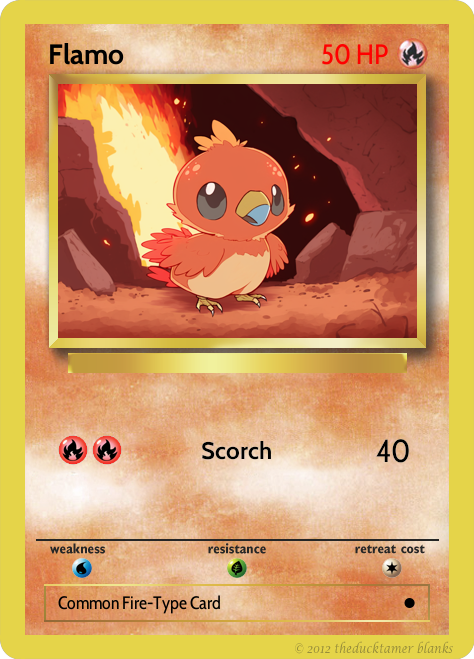 Flamo 50 HP
Scorch 40
weakness resistance retreat cost
Common Fire-Type Card
© 2012 theducktamer blanks